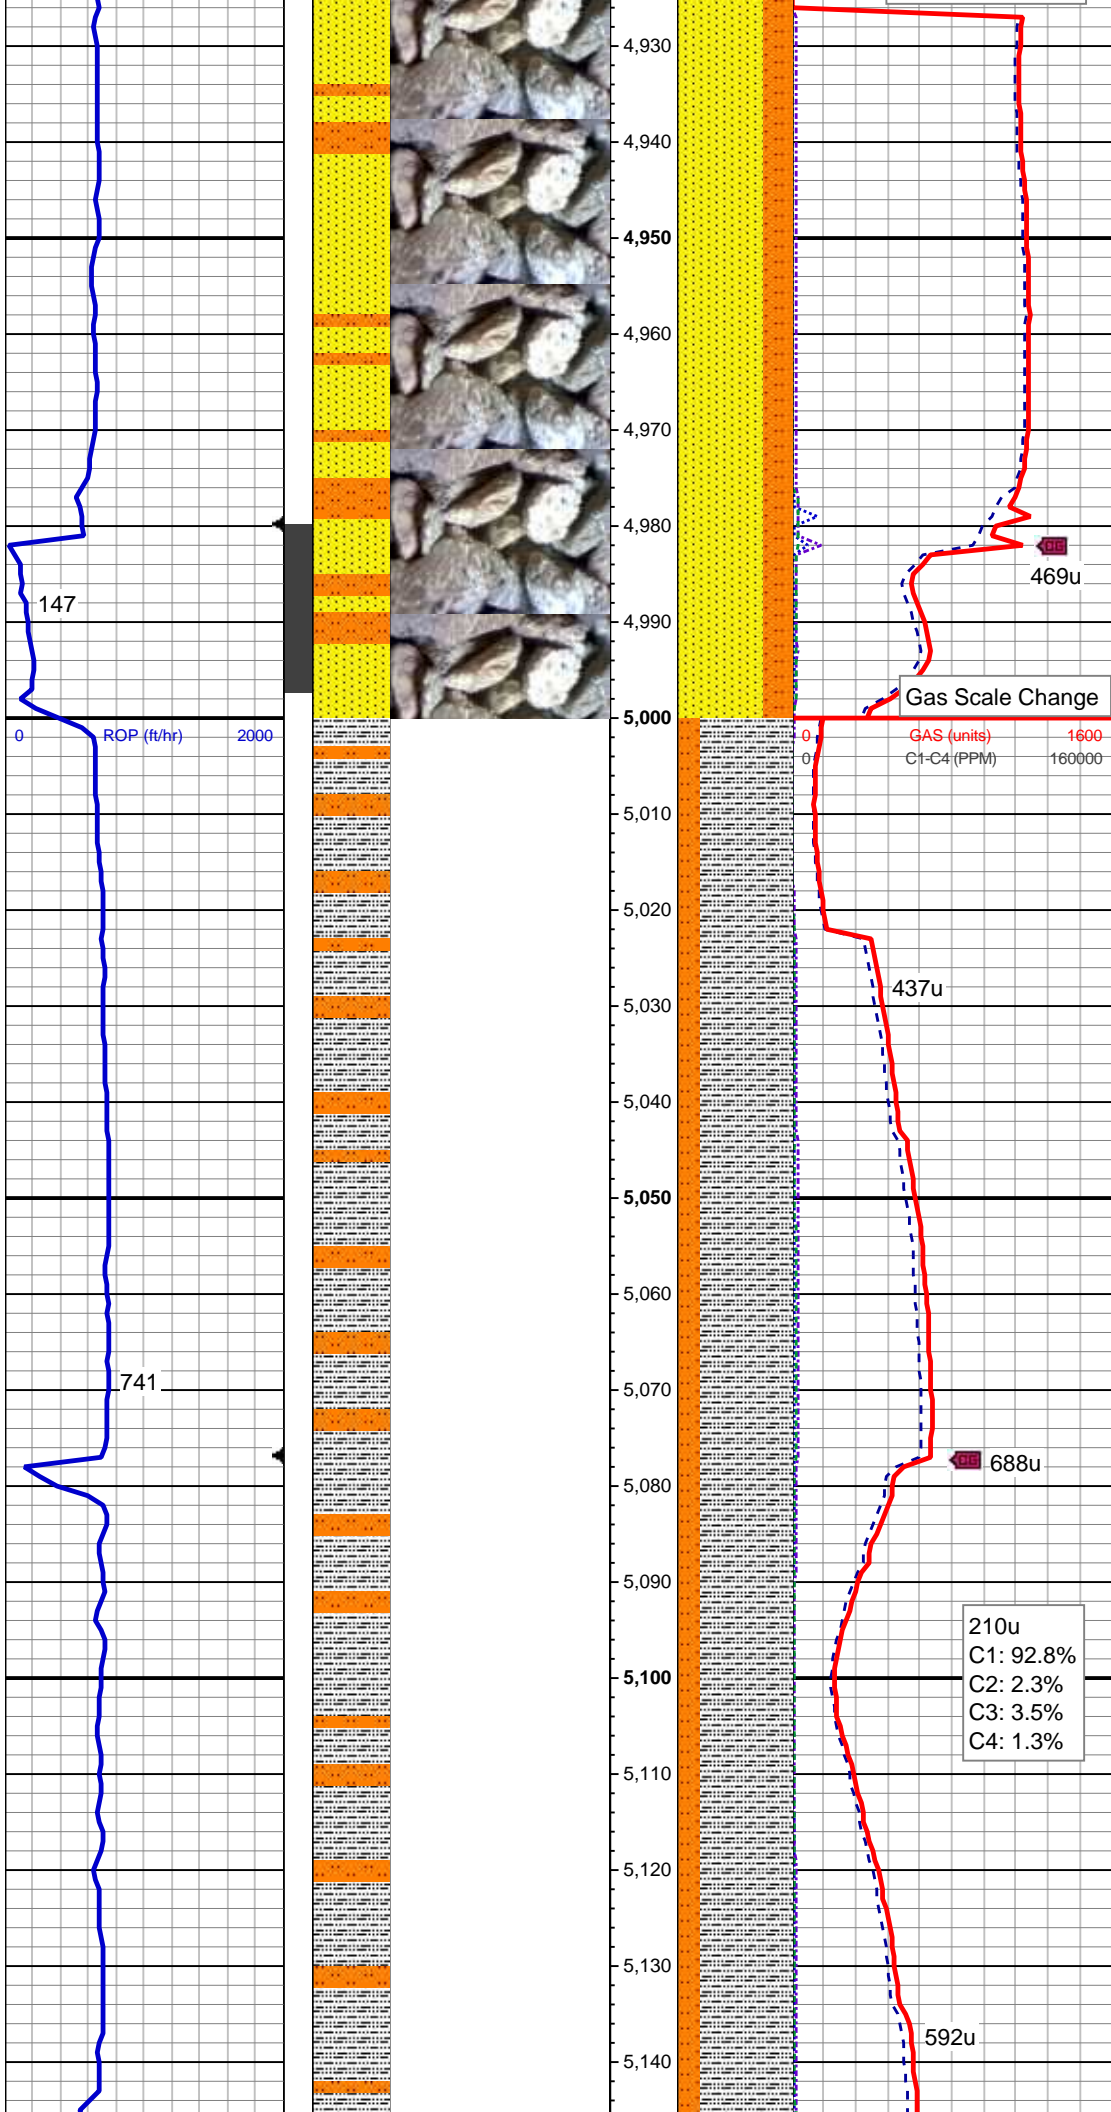 4,930
4,940
4,950
4,960
4,970
4,980
DG
469u
147
4,990
Gas Scale Change
5,000
0 ROP (ft/hr) 2000
0 GAS (units) 1600
0 C1-C4 (PPM) 160000
5,010
5,020
437u
5,030
5,040
5,050
5,060
741
5,070
DG 688u
5,080
5,090
210u
C1: 92.8%
C2: 2.3%
C3: 3.5%
C4: 1.3%
5,100
5,110
5,120
5,130
592u
5,140